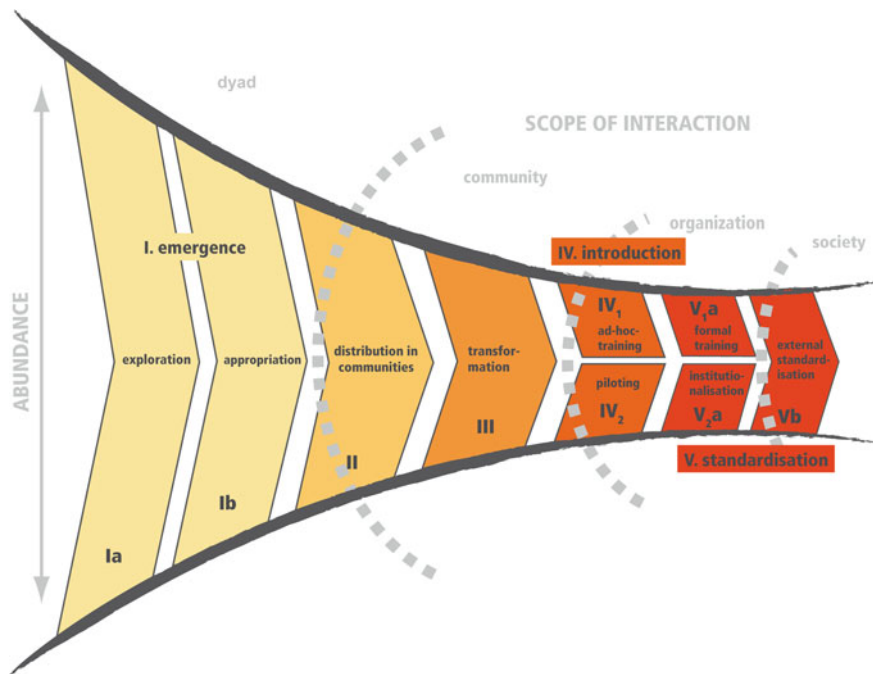 dyad
SCOPE OF INTERACTION
community
organization
society
ABUNDANCE
I. emergence
IV. introduction
exploration
appropriation
distribution in
communities
transfor-
mation
IV1
ad-hoc-
training
piloting
IV2
V1a
formal
training
institutio-
nalisation
V2a
external
standard-
isation
Vb
Ia
Ib
II
III
V. standardisation